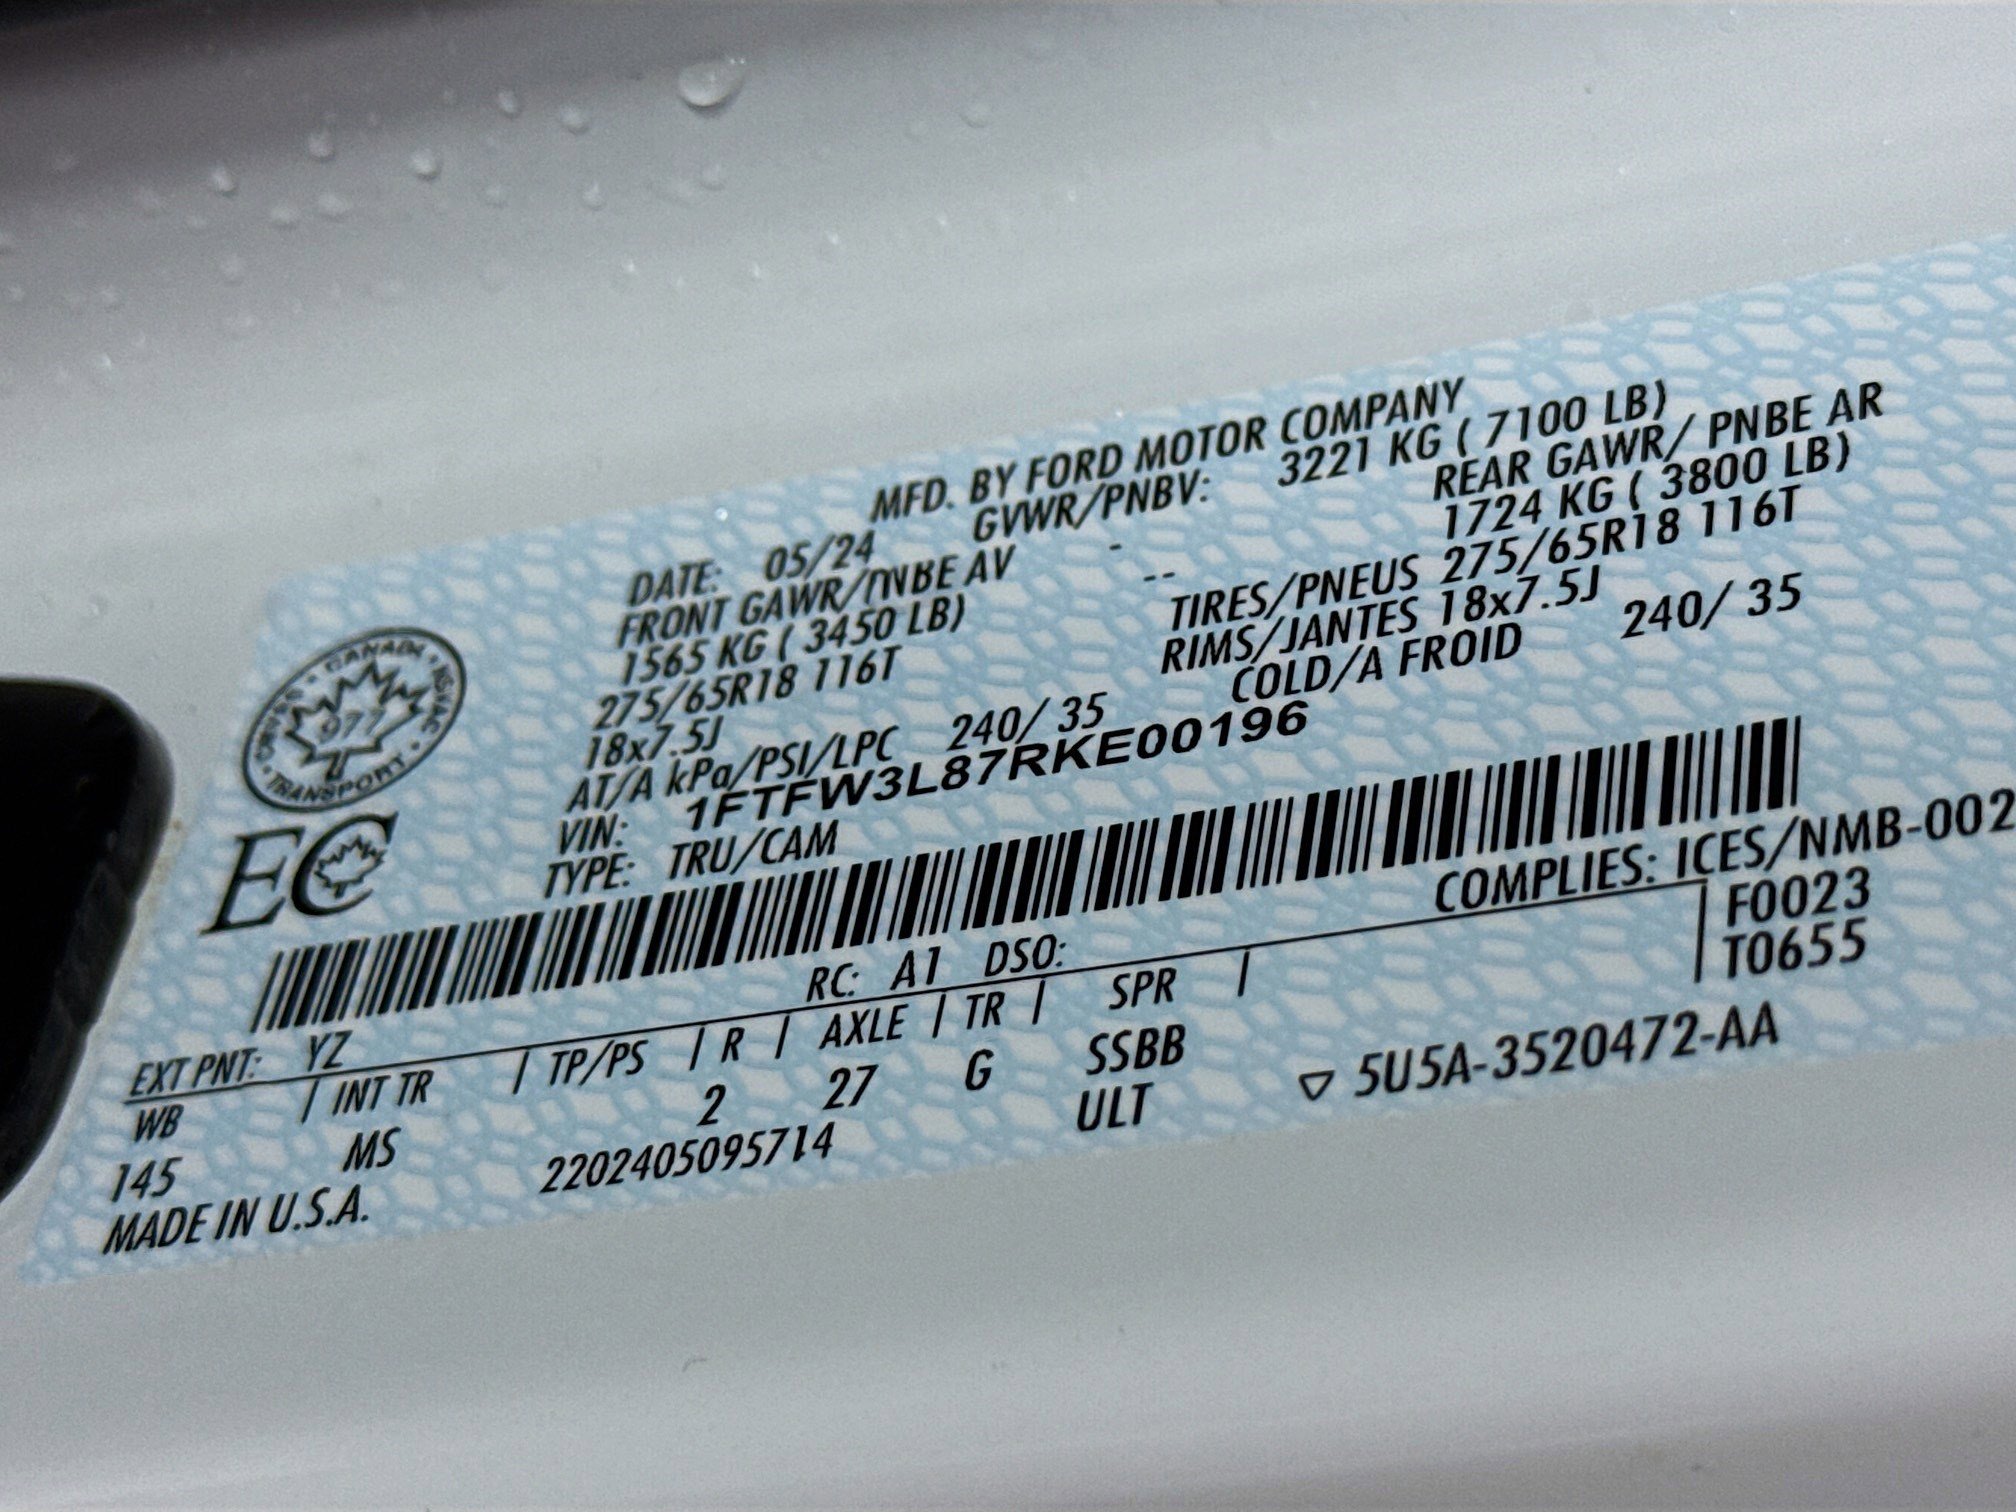 MFD. BY FORD MOTOR COMPANY
DATE: 05/24 GVWR/PNBV: 3221 KG ( 7100 LB)
FRONT GAWR/PNBE AV - REAR GAWR/ PNBE AR
1565 KG ( 3450 LB) -- 1724 KG ( 3800 LB)
275/65R18 116T TIRES/PNEUS 275/65R18 116T
18x7.5J RIMS/JANTES 18x7.5J
AT/A kPa/PSI/LPC 240/ 35 COLD/A FROID 240/ 35
VIN: 1FTFW3L87RKE00196
TYPE: TRU/CAM
CANADA
977
TRANSPORT
EC
COMPLIES: ICES/NMB-002
RC: A1 DSO:
F0023
T0655
EXT PNT: YZ
WB | INT TR | TP/PS | R | AXLE | TR | SPR |
145 MS 2 27 G SSBB
MADE IN U.S.A. 2202405095714 ULT
▽ 5U5A-3520472-AA